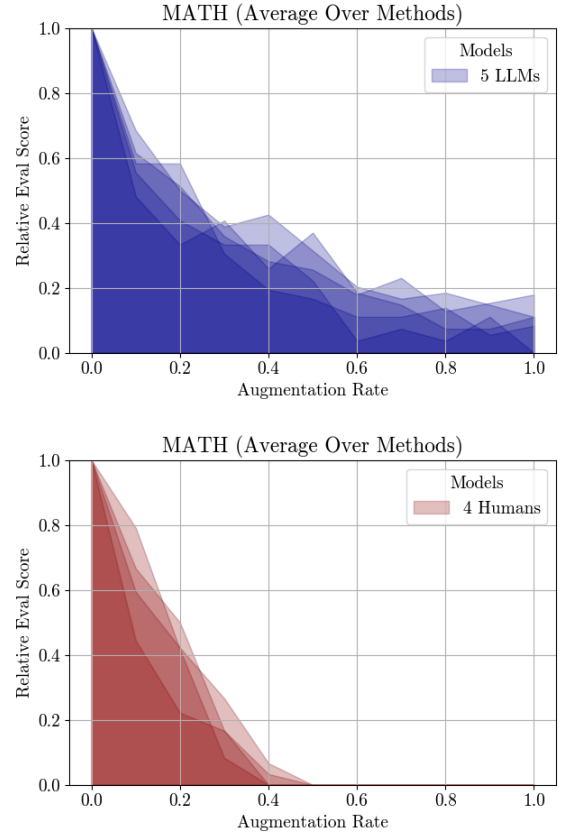 MATH (Average Over Methods)
1.0
0.8
0.6
0.4
0.2
0.0
Relative Eval Score
Models
5 LLMs
0.0 0.2 0.4 0.6 0.8 1.0
Augmentation Rate
MATH (Average Over Methods)
1.0
0.8
0.6
0.4
0.2
0.0
Relative Eval Score
Models
4 Humans
0.0 0.2 0.4 0.6 0.8 1.0
Augmentation Rate